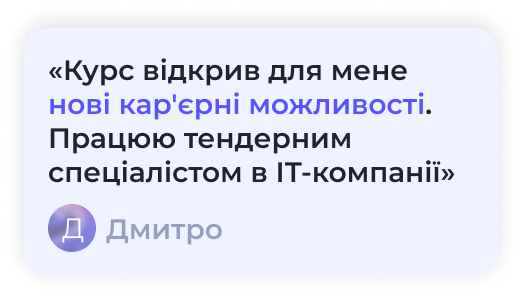 «Курс відкрив для мене
нові кар'єрні можливості.
Працюю тендерним
спеціалістом в ІТ-компанії»
Д Дмитро